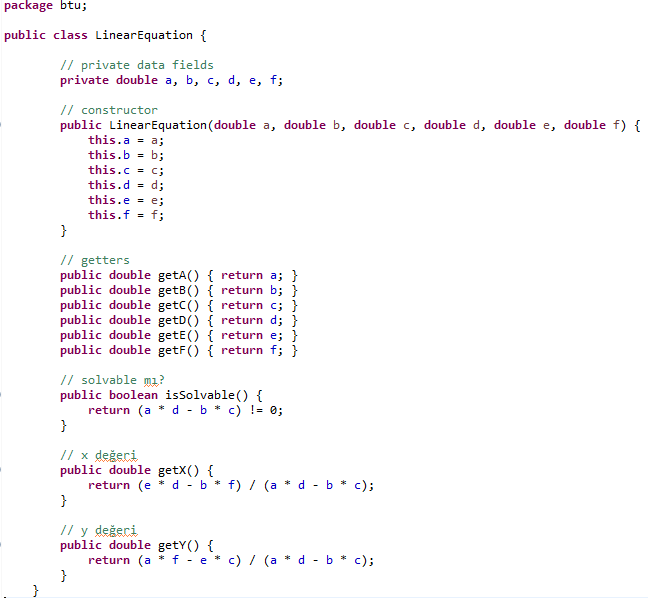 package btu;
public class LinearEquation {
// private data fields
private double a, b, c, d, e, f;
// constructor
public LinearEquation(double a, double b, double c, double d, double e, double f) {
this.a = a;
this.b = b;
this.c = c;
this.d = d;
this.e = e;
this.f = f;
}
// getters
public double getA() { return a; }
public double getB() { return b; }
public double getC() { return c; }
public double getD() { return d; }
public double getE() { return e; }
public double getF() { return f; }
// solvable mı?
public boolean isSolvable() {
return (a * d - b * c) != 0;
}
// x değeri
public double getX() {
return (e * d - b * f) / (a * d - b * c);
}
// y değeri
public double getY() {
return (a * f - e * c) / (a * d - b * c);
}
}